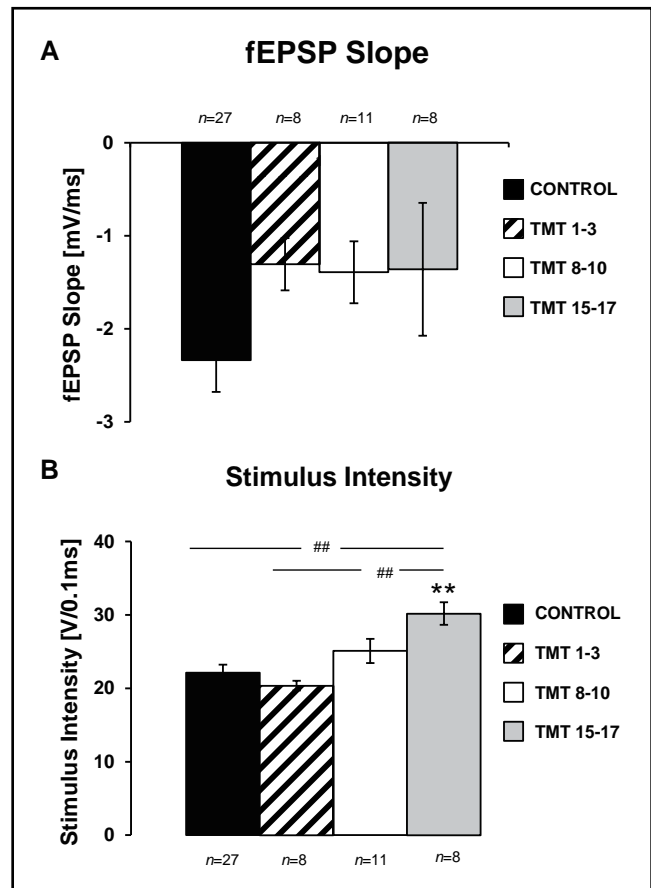 A
fEPSP Slope
n=27 n=8 n=11 n=8
0
-1
-2
-3
fEPSP Slope [mV/ms]
CONTROL
TMT 1-3
TMT 8-10
TMT 15-17
B
Stimulus Intensity
40
30
20
10
0
Stimulus Intensity [V/0.1ms]
##
##
**
CONTROL
TMT 1-3
TMT 8-10
TMT 15-17
n=27 n=8 n=11 n=8